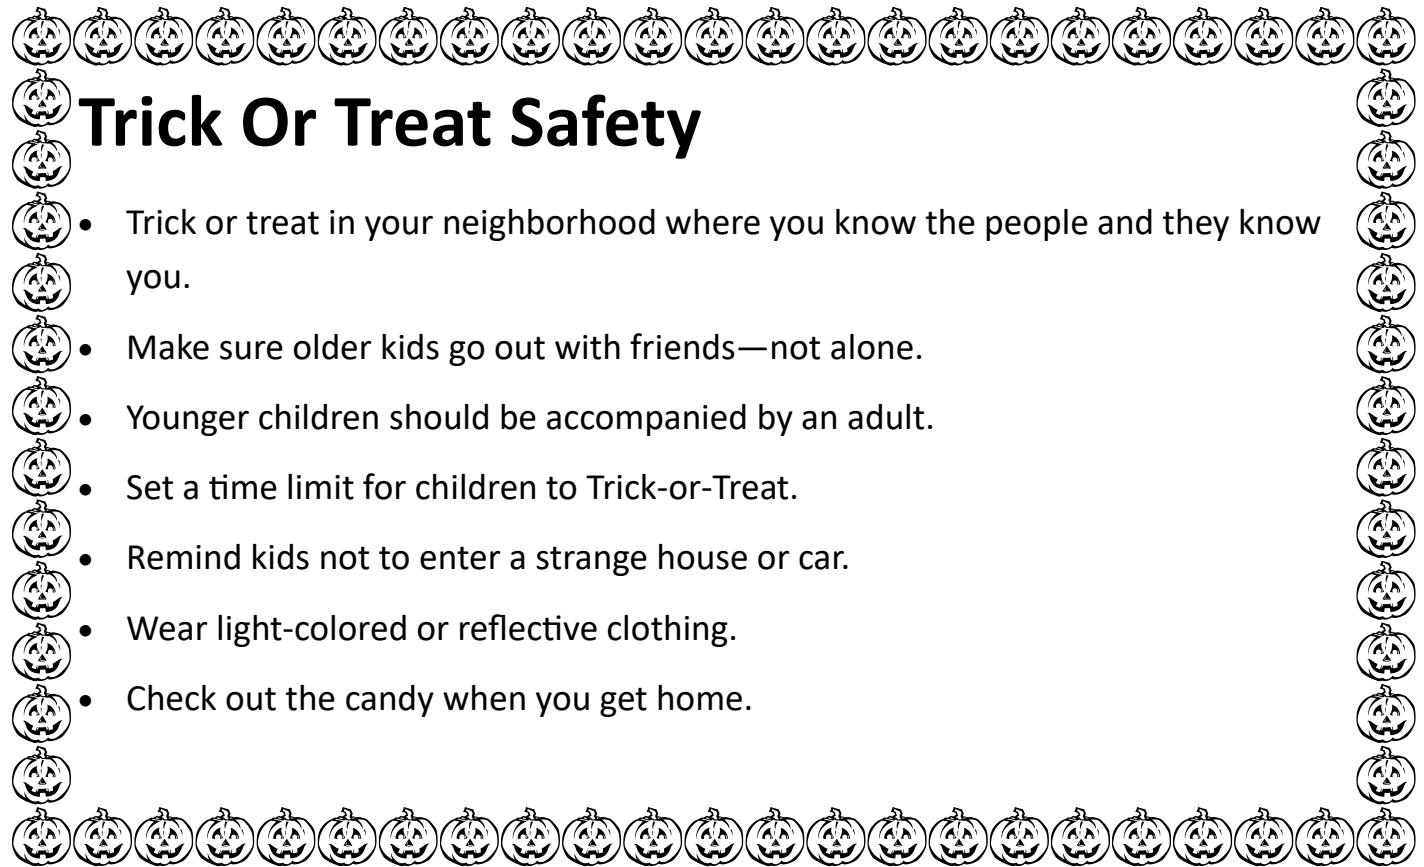 Trick Or Treat Safety
• Trick or treat in your neighborhood where you know the people and they know
you.
• Make sure older kids go out with friends—not alone.
• Younger children should be accompanied by an adult.
• Set a time limit for children to Trick-or-Treat.
• Remind kids not to enter a strange house or car.
• Wear light-colored or reflective clothing.
• Check out the candy when you get home.